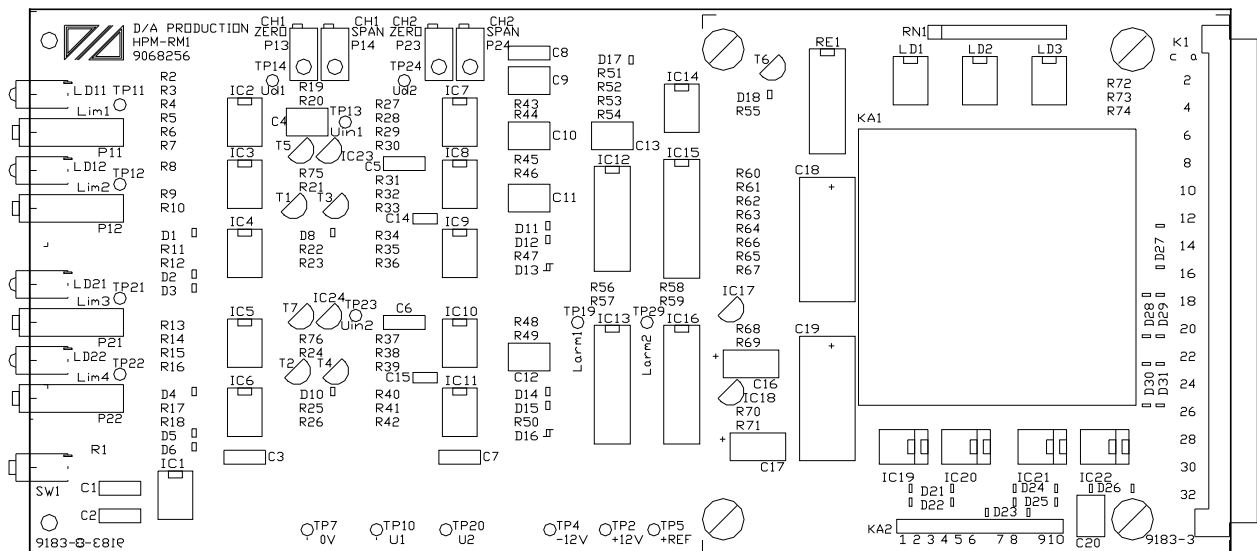 D/A PRODUCTION
HPM-RM1
9068256
CH1 ZERO P13
CH1 SPAN P14
CH2 ZERO P23
CH2 SPAN P24
TP14 Ud1
TP24 Ud2
C8
C9
D17
R51
R52
R53
R54
IC14
T6
D18
R55
RE1
RN1
LD1 LD2 LD3
K1
c a
2
4
6
8
10
12
14
16
18
20
22
24
26
28
30
32
R72
R73
R74
LD11 TP11
Lim1
P11
LD12 TP12
Lim2
P12
LD21 TP21
Lim3
P21
LD22 TP22
Lim4
P22
R1
SW1
C1
C2
R2
R3
R4
R5
R6
R7
R8
R9
R10
D1
R11
R12
D2
D3
R13
R14
R15
R16
D4
R17
R18
D5
D6
IC1
IC2
IC3
IC4
IC5
IC6
C3
R19
R20
C4
TP13
Uin1
T5
IC23
R75
R21
T1 T3
D8
R22
R23
IC24
T7
TP23
Uin2
R76
R24
T2 T4
D10
R25
R26
R27
R28
R29
R30
C5
R31
R32
R33
C14
R34
R35
R36
C6
R37
R38
R39
C15
R40
R41
R42
IC7
IC8
IC9
IC10
IC11
C7
R43
R44
C10
R45
R46
C11
D11
D12
R47
D13
R48
R49
C12
D14
D15
R50
D16
C13
IC12
IC15
R56
R57
R58
R59
TP19
Larm1
IC13
TP29
Larm2
IC16
R60
R61
R62
R63
R64
R66
R65
R67
IC17
R68
R69
+
C16
IC18
R70
R71
+
C17
KA1
C18
+
C19
+
D27
D28 D29
D30 D31
IC19 IC20 IC21 IC22
D21
D22
D24
D25
D26
D23
KA2
1 2 3 4 5 6 7 8 9 10
C20
9183-3
TP7
0V
TP10
U1
TP20
U2
TP4
-12V
TP2
+12V
TP5
+REF